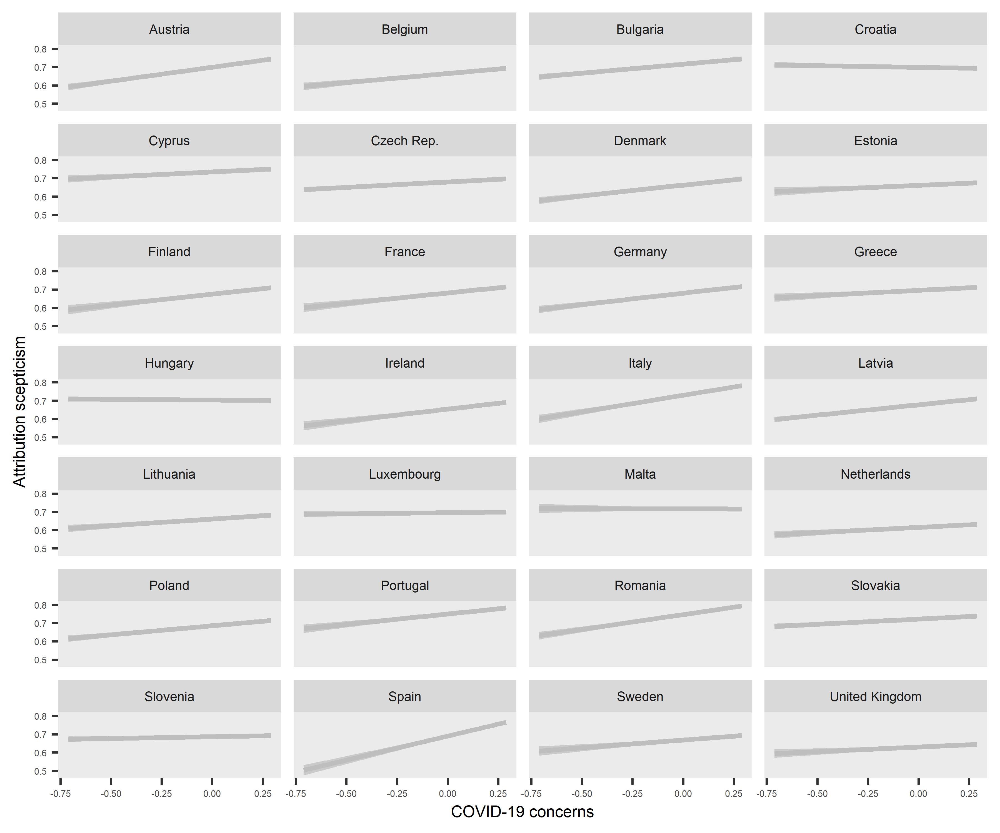 Austria Belgium Bulgaria Croatia
0.8
0.7
0.6
0.5
Cyprus Czech Rep. Denmark Estonia
0.8
0.7
0.6
0.5
Finland France Germany Greece
0.8
0.7
0.6
0.5
Hungary Ireland Italy Latvia
0.8
0.7
0.6
0.5
Lithuania Luxembourg Malta Netherlands
0.8
0.7
0.6
0.5
Poland Portugal Romania Slovakia
0.8
0.7
0.6
0.5
Slovenia Spain Sweden United Kingdom
0.8
0.7
0.6
0.5
-0.75 -0.50 -0.25 0.00 0.25 -0.75 -0.50 -0.25 0.00 0.25 -0.75 -0.50 -0.25 0.00 0.25 -0.75 -0.50 -0.25 0.00 0.25
COVID-19 concerns
Attribution scepticism